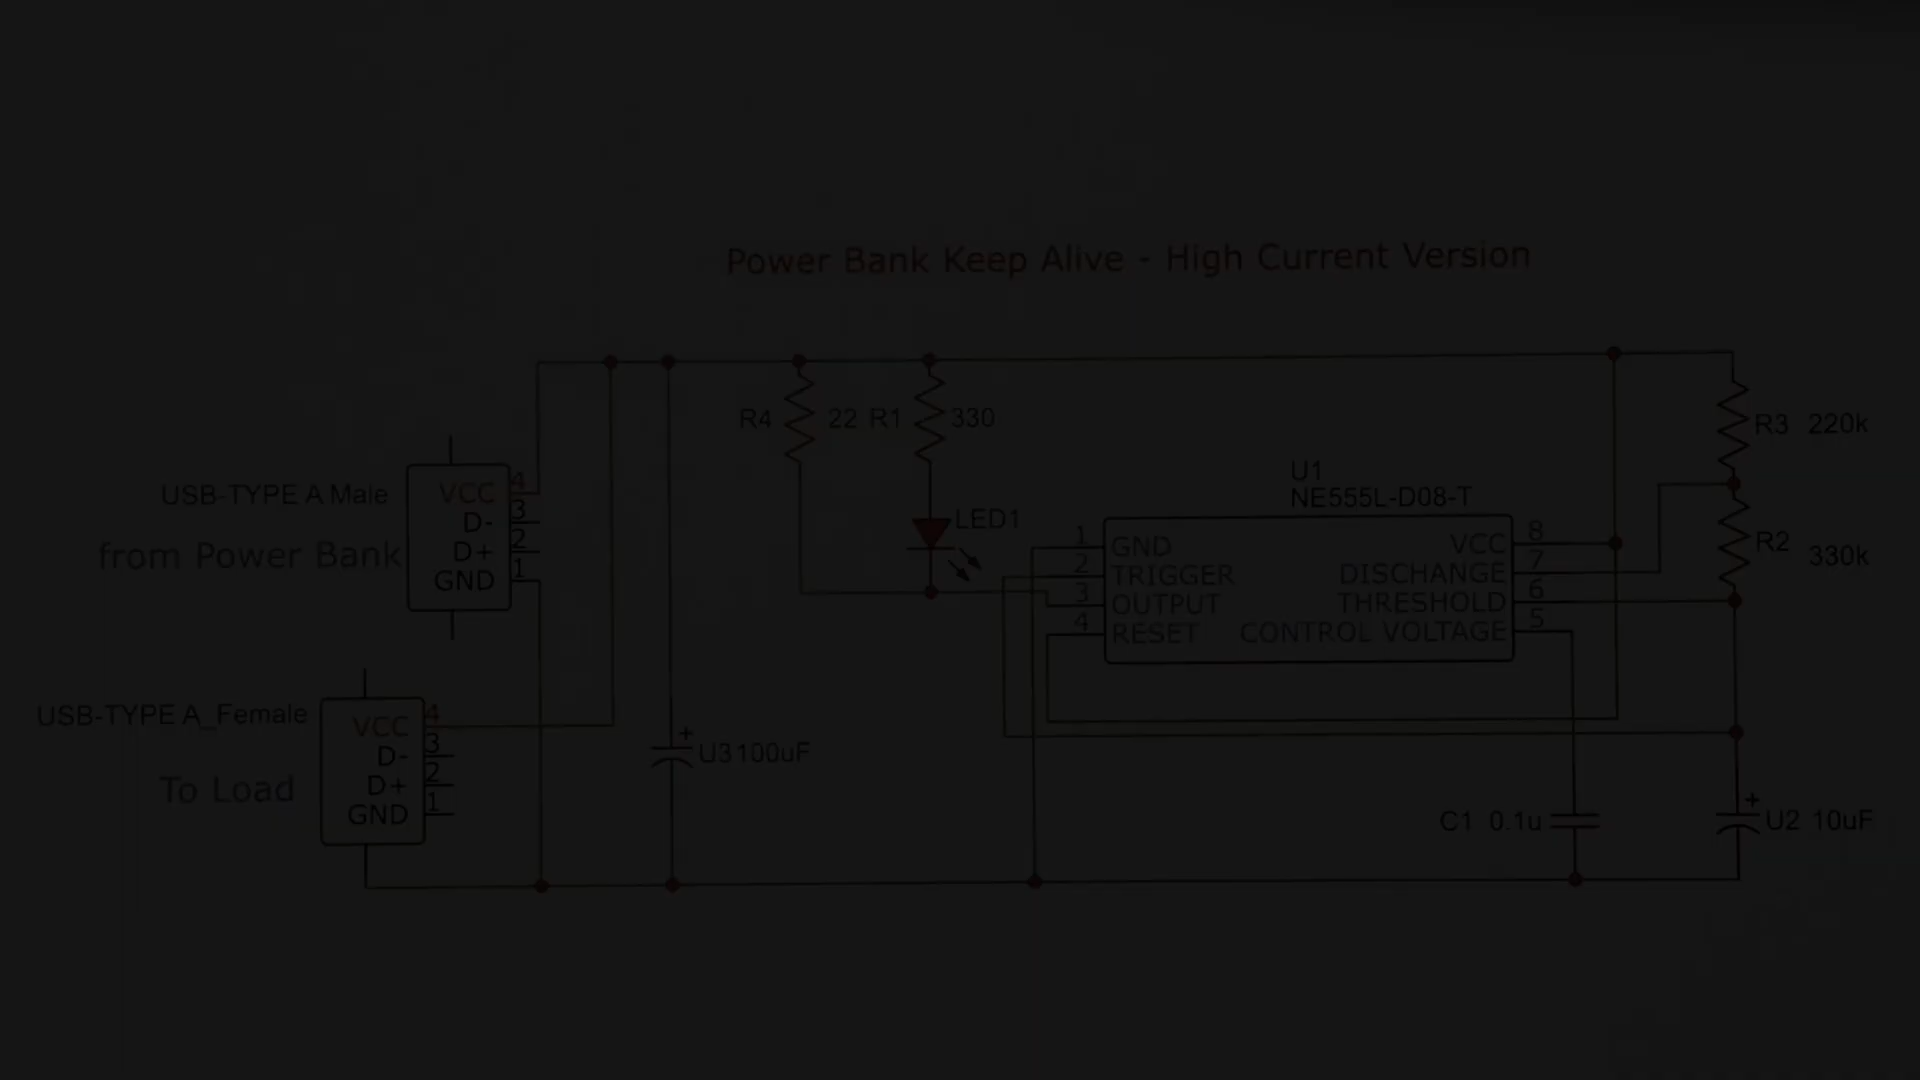 Power Bank Keep Alive - High Current Version
R4 22 R1 330
R3 220k
U1
NE555L-D08-T
USB-TYPE A Male
from Power Bank
VCC 4
D- 3
D+ 2
GND 1
LED1
1 GND VCC 8
2 TRIGGER DISCHANGE 7
3 OUTPUT THRESHOLD 6
4 RESET CONTROL VOLTAGE 5
R2 330k
USB-TYPE A_Female
To Load
VCC 4
D- 3
D+ 2
GND 1
+
U3 100uF
C1 0.1u
+
U2 10uF